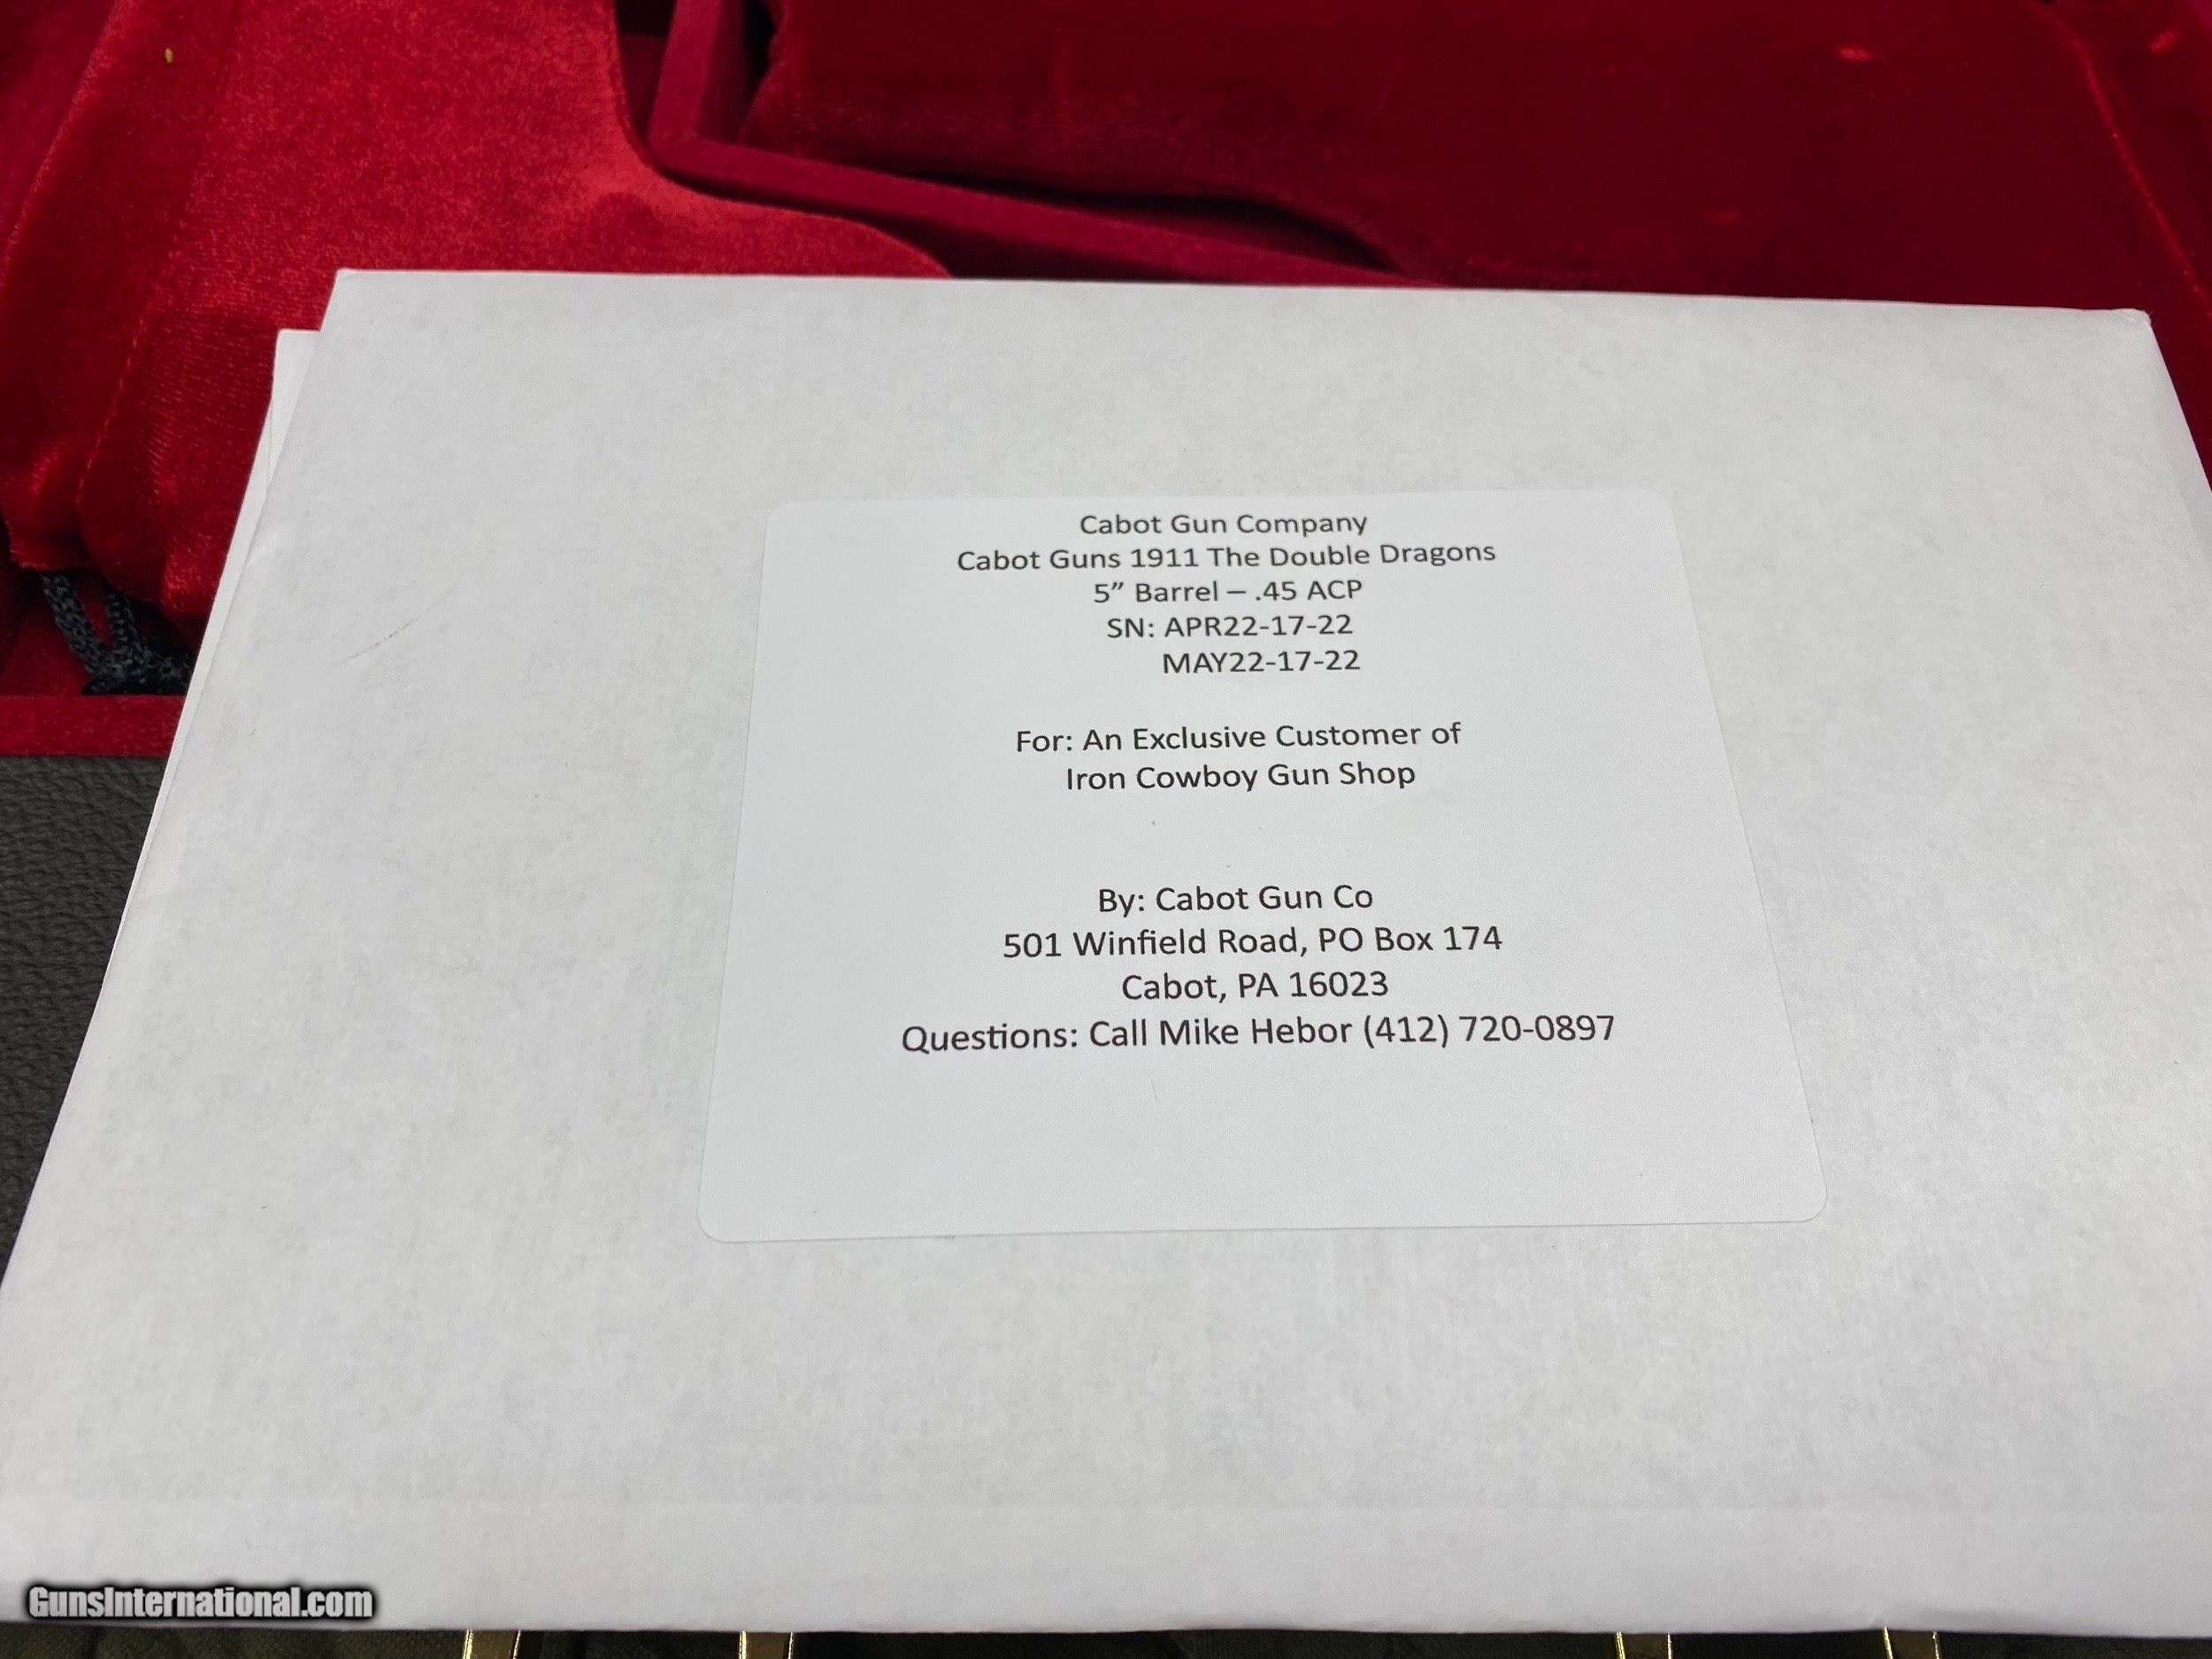 Cabot Gun Company
Cabot Guns 1911 The Double Dragons
5” Barrel – .45 ACP
SN: APR22-17-22
MAY22-17-22
For: An Exclusive Customer of
Iron Cowboy Gun Shop
By: Cabot Gun Co
501 Winfield Road, PO Box 174
Cabot, PA 16023
Questions: Call Mike Hebor (412) 720-0897
GunsInternational.com